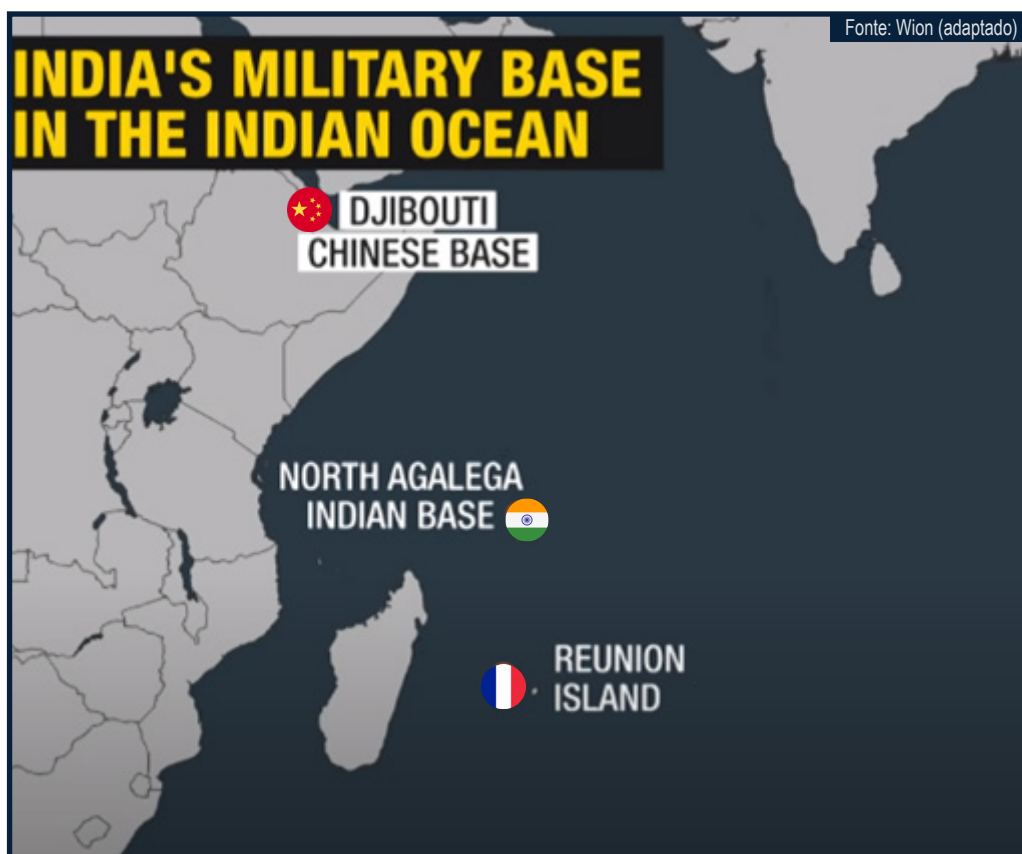 Fonte: Wion (adaptado)
INDIA'S MILITARY BASE
IN THE INDIAN OCEAN
DJIBOUTI
CHINESE BASE
NORTH AGALEGA
INDIAN BASE
REUNION
ISLAND